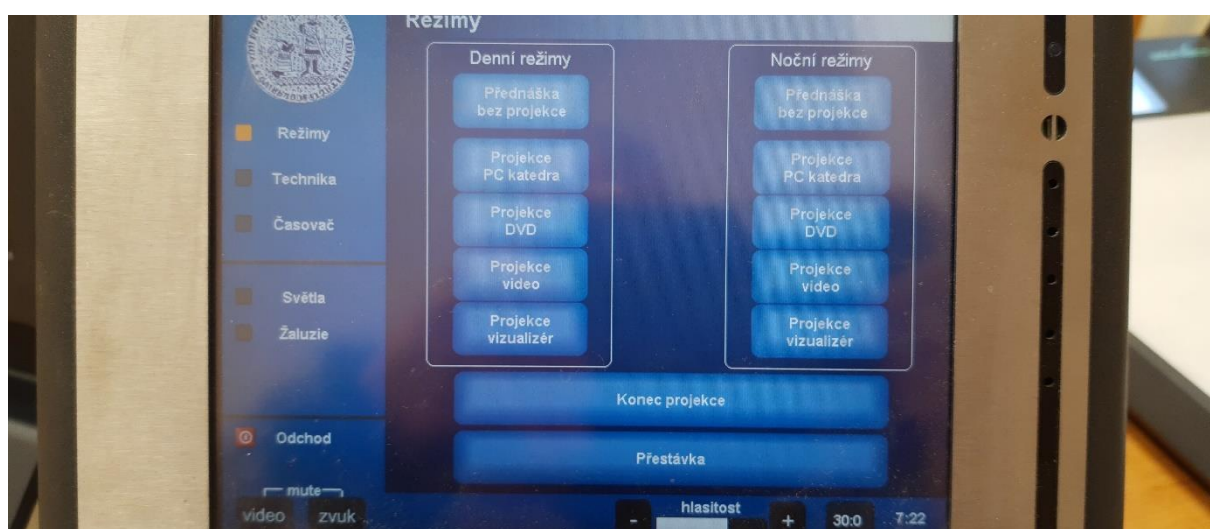 Režimy
Režimy
Technika
Časovač
Světla
Žaluzie
Odchod
mute
video zvuk
Denní režimy
Přednáška
bez projekce
Projekce
PC katedra
Projekce
DVD
Projekce
video
Projekce
vizualizér
Noční režimy
Přednáška
bez projekce
Projekce
PC katedra
Projekce
DVD
Projekce
video
Projekce
vizualizér
Konec projekce
Přestávka
hlasitost
- + 30:0 7:22